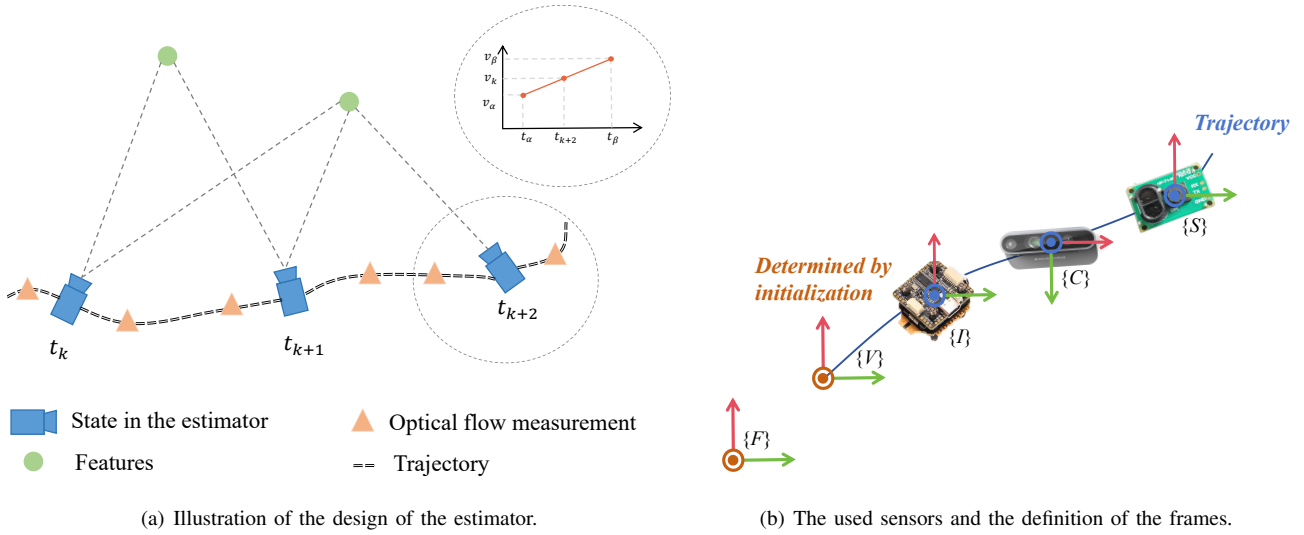 v_β
v_k
v_α
t_α
t_{k+2}
t_β
t_k
t_{k+1}
t_{k+2}
State in the estimator
Optical flow measurement
Features
Trajectory
(a) Illustration of the design of the estimator.
Trajectory
{S}
{C}
Determined by
initialization
{I}
{V}
{F}
(b) The used sensors and the definition of the frames.